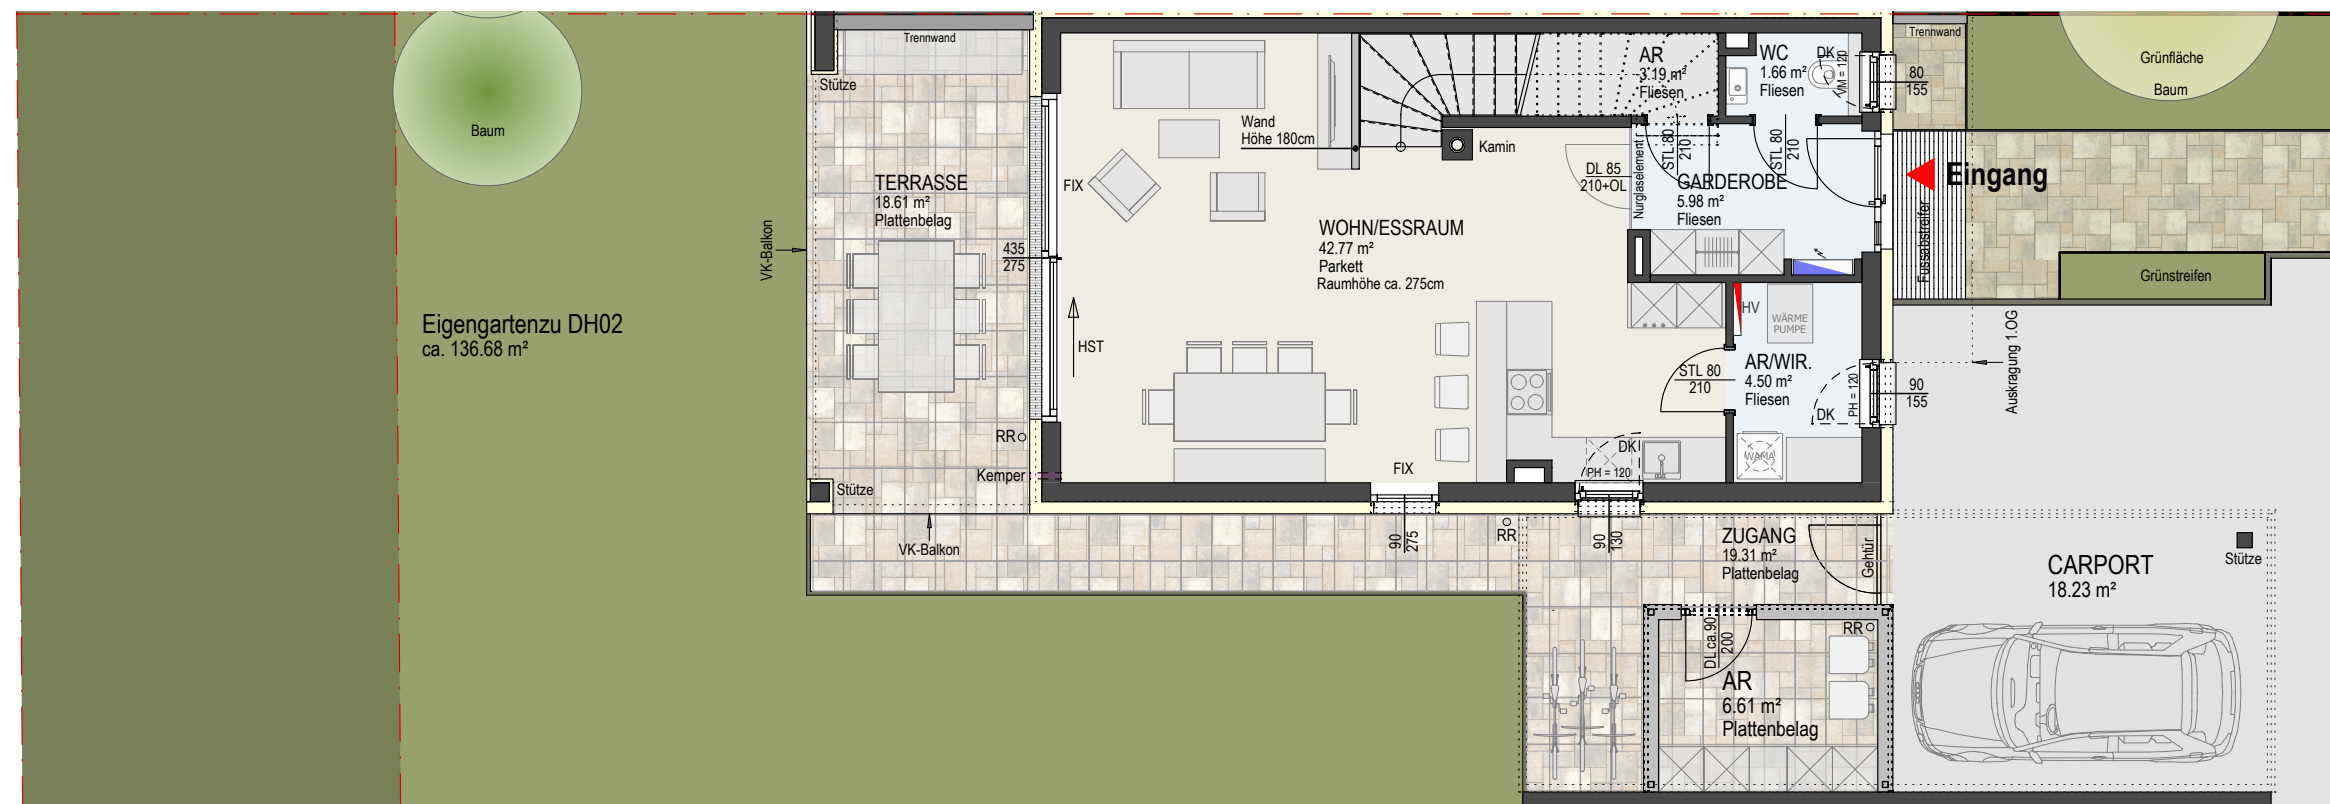 Trennwand
Stütze
Baum
TERRASSE
18.61 m²
Plattenbelag
VK-Balkon
435
275
Eigengartenzu DH02
ca. 136.68 m²
RR
Kemper
Stütze
VK-Balkon
FIX
HST
Wand
Höhe 180cm
Kamin
WOHN/ESSRAUM
42.77 m²
Parkett
Raumhöhe ca. 275cm
DL 85
210+OL
Nurglaselement
AR
3.19 m²
Fliesen
STL 80
210
WC
1.66 m²
Fliesen
DK
VM = 120
STL 80
210
GARDEROBE
5.98 m²
Fliesen
80
155
Trennwand
Grünfläche
Baum
Eingang
Fussabstreifer
Grünstreifen
Auskragung 1.OG
HV
WÄRME
PUMPE
AR/WIR.
4.50 m²
Fliesen
STL 80
210
PH = 120
DK
90
155
WAMA
FIX
DK
PH = 120
90
275
RR
90
130
ZUGANG
19.31 m²
Plattenbelag
Gehtür
CARPORT
18.23 m²
Stütze
DL ca.90
200
RR
AR
6.61 m²
Plattenbelag